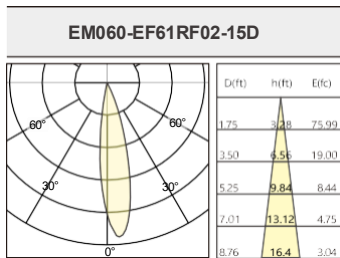 EM060-EF61RF02-15D
60°
60°
30°
30°
0°
D(ft) h(ft) E(fc)
1.75 3.28 75.99
3.50 6.56 19.00
5.25 9.84 8.44
7.01 13.12 4.75
8.76 16.4 3.04